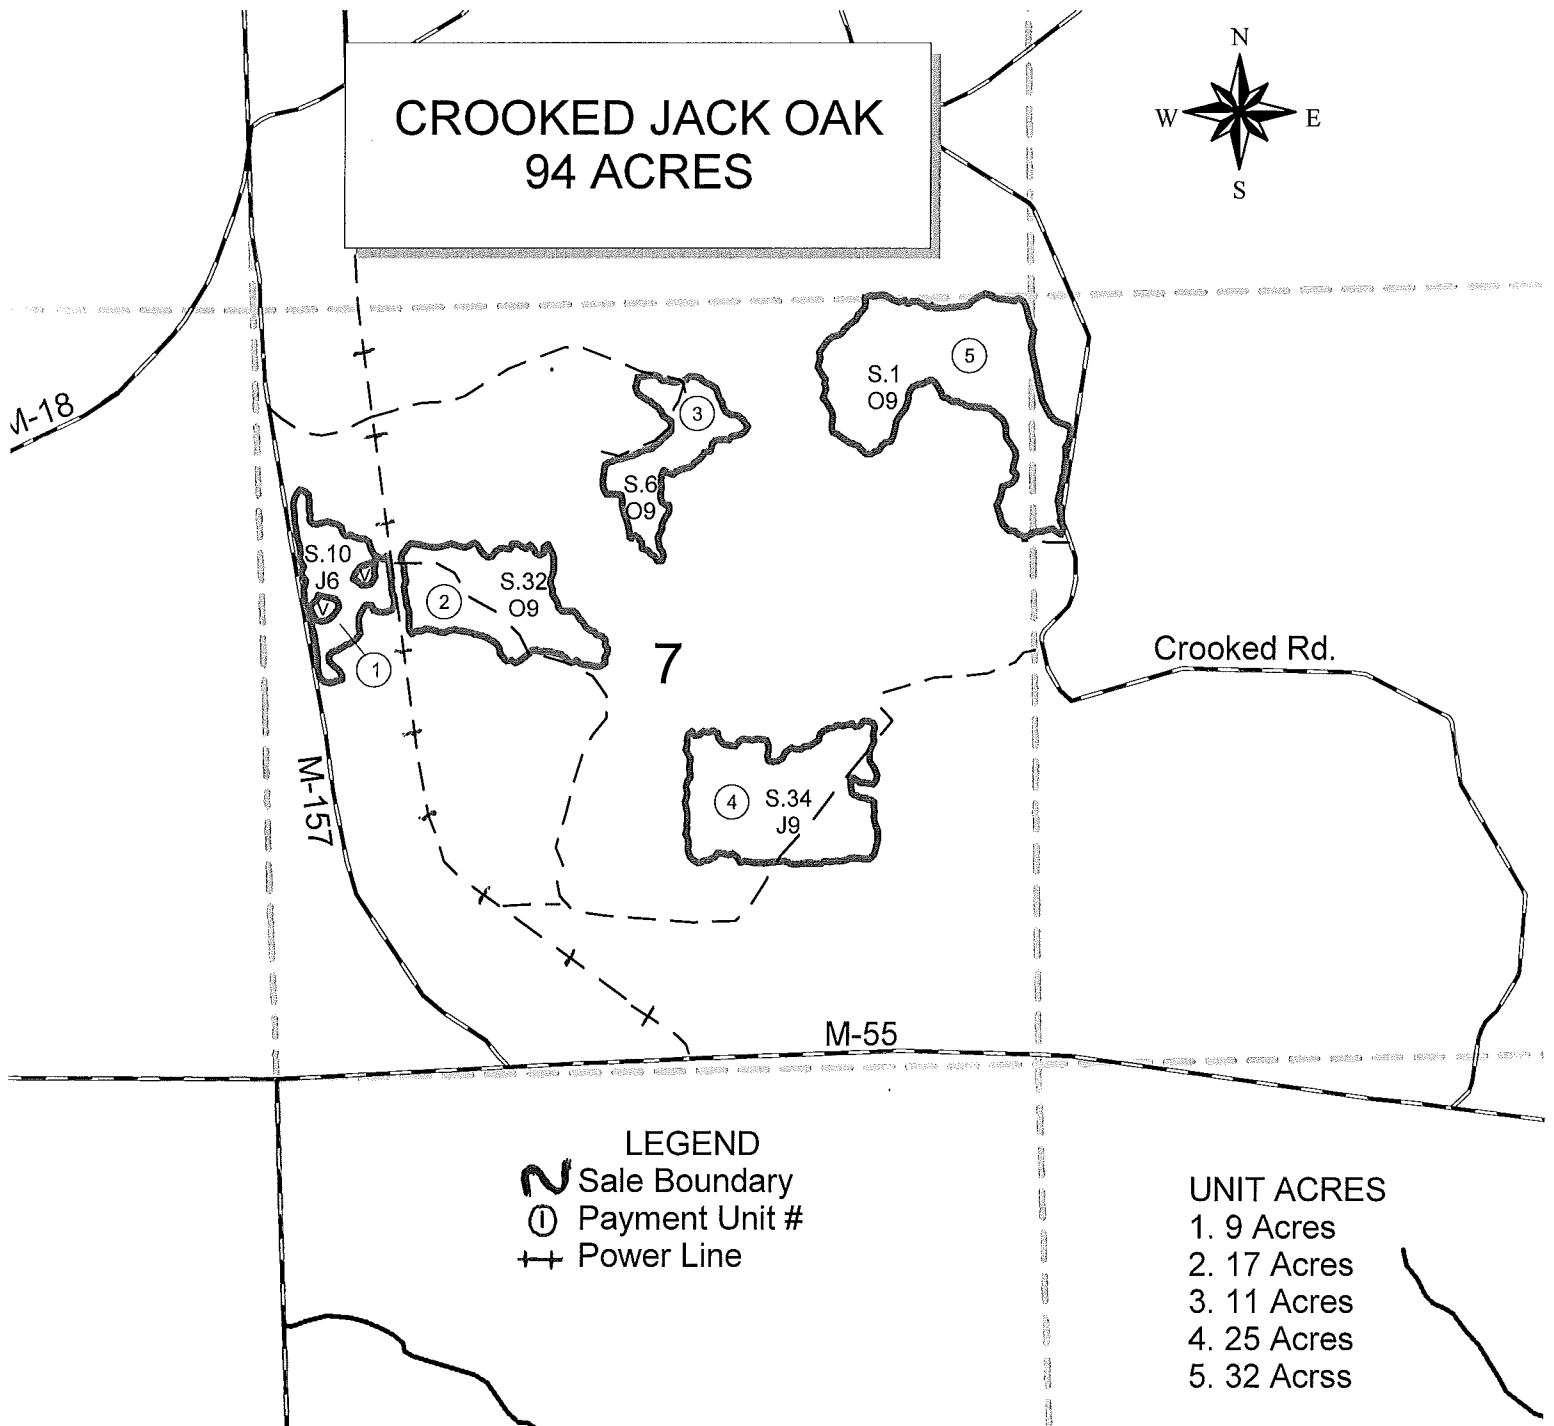 CROOKED JACK OAK
94 ACRES
N
W
E
S
M-18
5
S.1
O9
3
S.6
O9
S.10
J6
V
V
1
2
S.32
O9
7
Crooked Rd.
M-157
4
S.34
J9
M-55
LEGEND
Sale Boundary
1 Payment Unit #
Power Line
UNIT ACRES
1. 9 Acres
2. 17 Acres
3. 11 Acres
4. 25 Acres
5. 32 Acrss